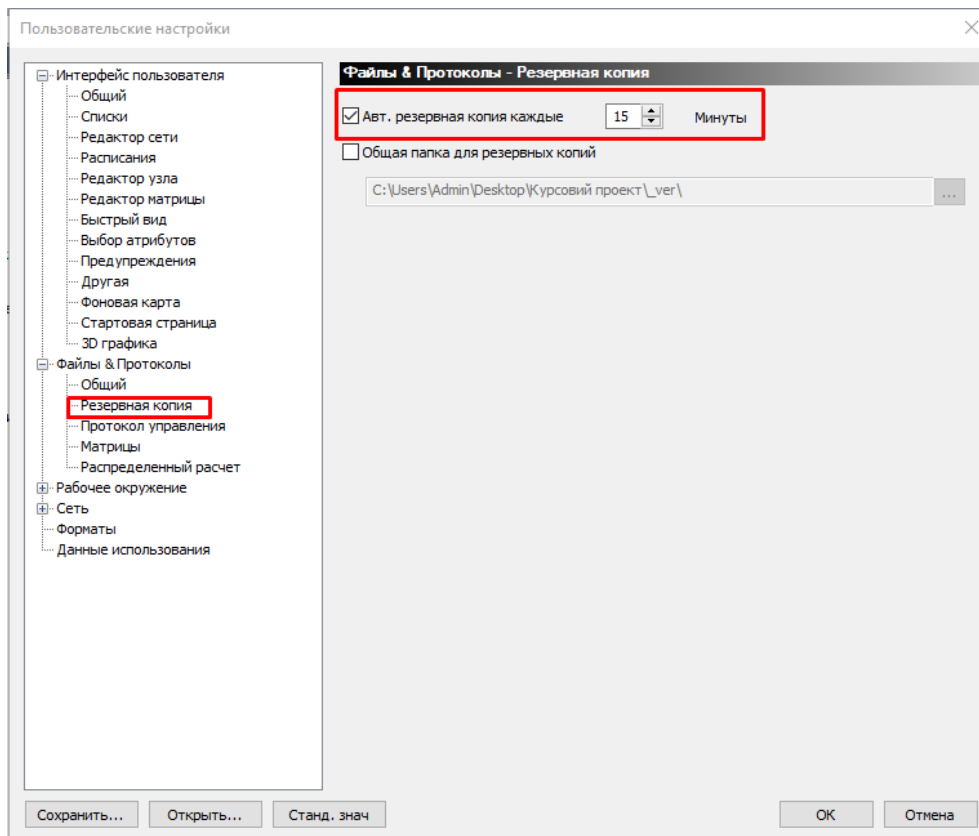 Пользовательские настройки
Интерфейс пользователя
Общий
Списки
Редактор сети
Расписания
Редактор узла
Редактор матрицы
Быстрый вид
Выбор атрибутов
Предупреждения
Другая
Фоновая карта
Стартовая страница
3D графика
Файлы & Протоколы
Общий
Резервная копия
Протокол управления
Матрицы
Распределенный расчет
Рабочее окружение
Сеть
Форматы
Данные использования
Файлы & Протоколы - Резервная копия
Авт. резервная копия каждые 15 Минуты
Общая папка для резервных копий
C:\Users\Admin\Desktop\Курсовий проект\_ver\
...
Сохранить... Открыть... Станд. знач OK Отмена